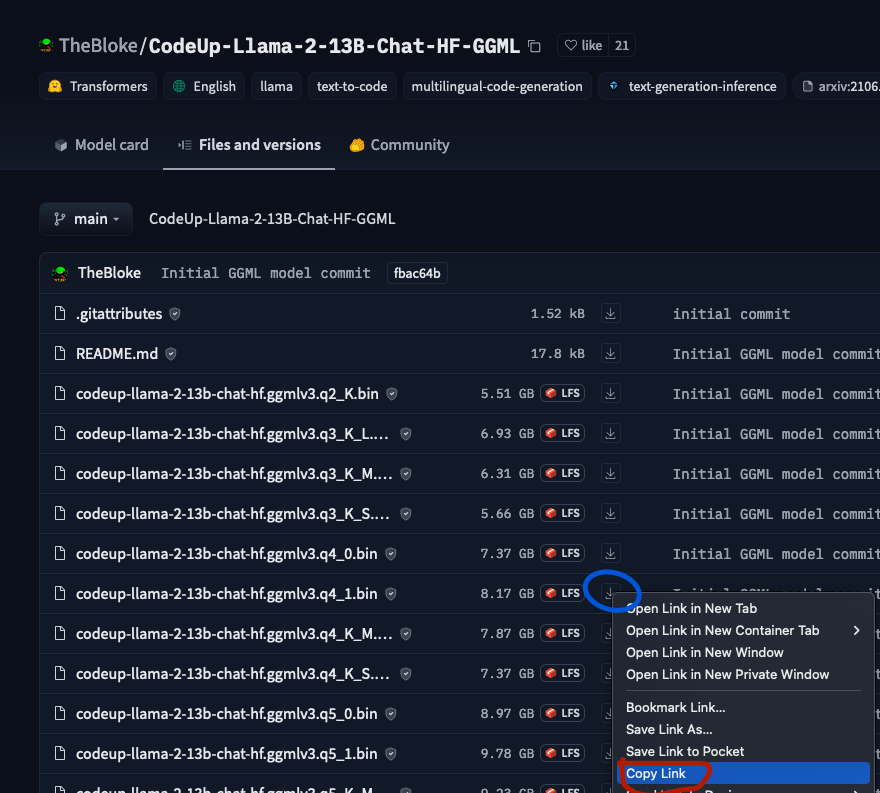 TheBloke/CodeUp-Llama-2-13B-Chat-HF-GGML like 21
Transformers English llama text-to-code multilingual-code-generation text-generation-inference arxiv:2106.
Model card Files and versions Community
main CodeUp-Llama-2-13B-Chat-HF-GGML
TheBloke Initial GGML model commit fbac64b
.gitattributes 1.52 kB initial commit
README.md 17.8 kB Initial GGML model commit
codeup-llama-2-13b-chat-hf.ggmlv3.q2_K.bin 5.51 GB LFS Initial GGML model commit
codeup-llama-2-13b-chat-hf.ggmlv3.q3_K_L.... 6.93 GB LFS Initial GGML model commit
codeup-llama-2-13b-chat-hf.ggmlv3.q3_K_M.... 6.31 GB LFS Initial GGML model commit
codeup-llama-2-13b-chat-hf.ggmlv3.q3_K_S.... 5.66 GB LFS Initial GGML model commit
codeup-llama-2-13b-chat-hf.ggmlv3.q4_0.bin 7.37 GB LFS Initial GGML model commit
codeup-llama-2-13b-chat-hf.ggmlv3.q4_1.bin 8.17 GB LFS
Open Link in New Tab
Open Link in New Container Tab
codeup-llama-2-13b-chat-hf.ggmlv3.q4_K_M.... 7.87 GB LFS
Open Link in New Window
Open Link in New Private Window
codeup-llama-2-13b-chat-hf.ggmlv3.q4_K_S.... 7.37 GB LFS
Bookmark Link...
codeup-llama-2-13b-chat-hf.ggmlv3.q5_0.bin 8.97 GB LFS
Save Link As...
Save Link to Pocket
codeup-llama-2-13b-chat-hf.ggmlv3.q5_1.bin 9.78 GB LFS
Copy Link